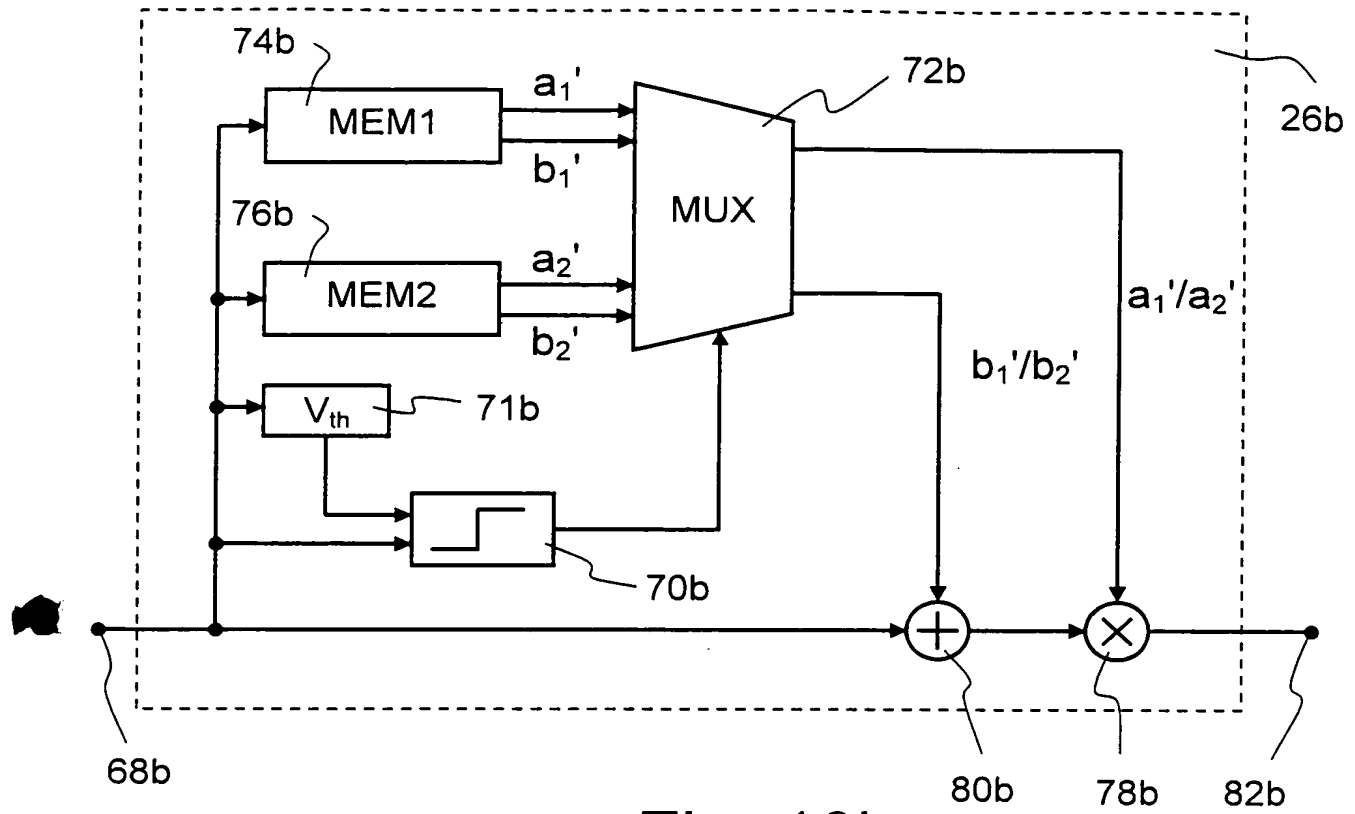 74b
MEM1
a₁'
b₁'
72b
26b
76b
MEM2
a₂'
b₂'
MUX
a₁'/a₂'
b₁'/b₂'
Vth
71b
70b
68b
80b
78b
82b